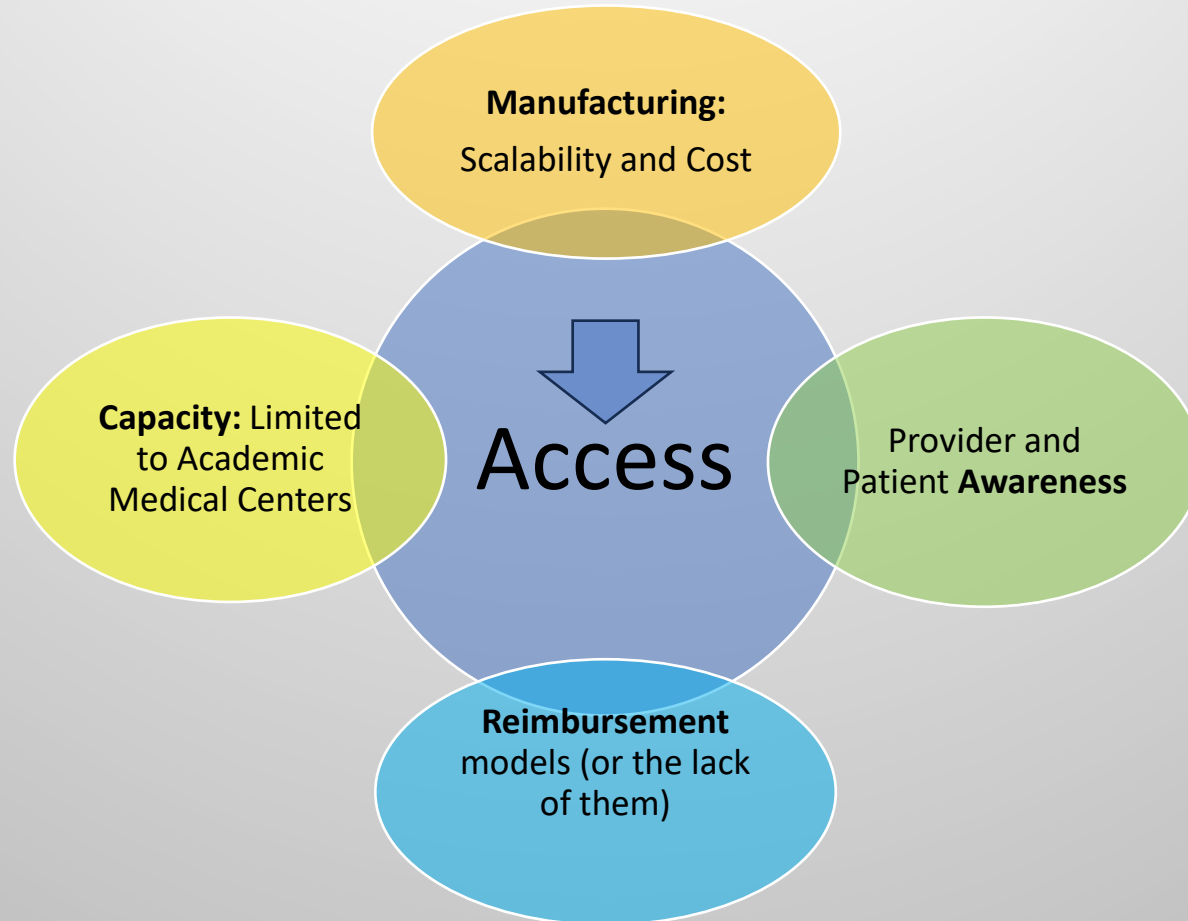 Manufacturing:
Scalability and Cost
Capacity: Limited
to Academic
Medical Centers
Access
Provider and
Patient Awareness
Reimbursement
models (or the lack
of them)